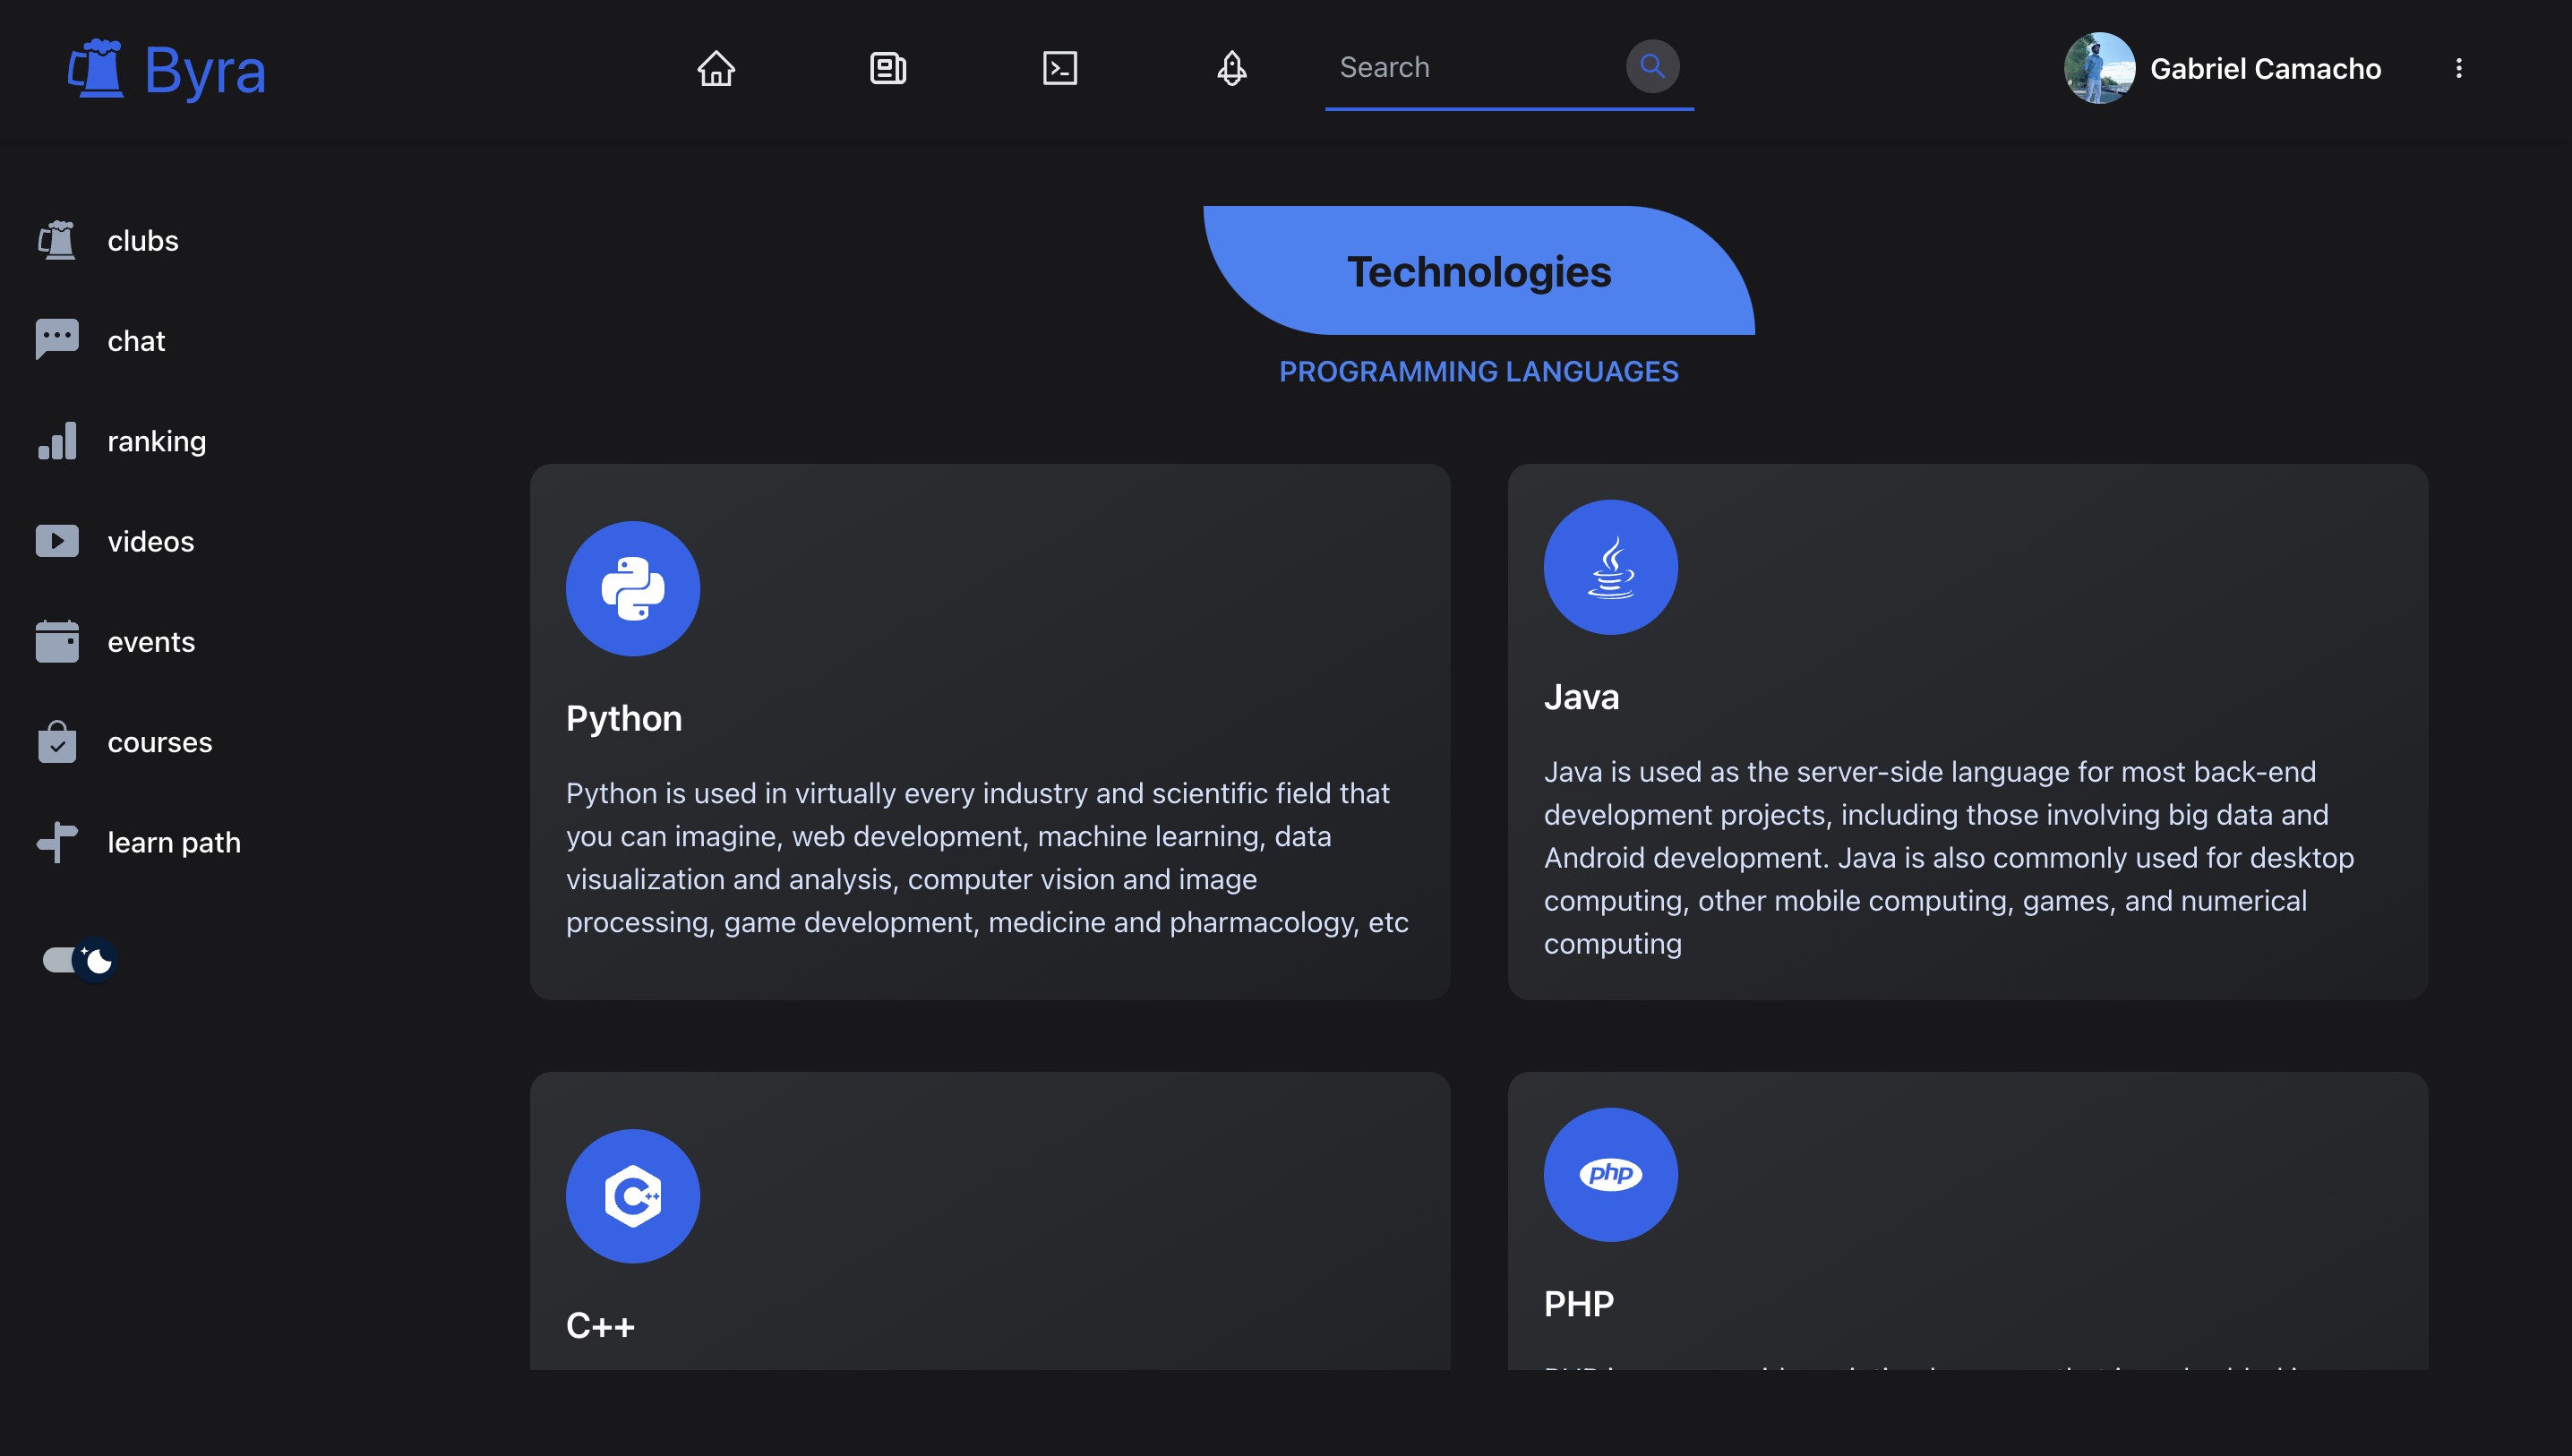 Byra
Search
Gabriel Camacho
clubs
chat
ranking
videos
events
courses
learn path
Technologies
PROGRAMMING LANGUAGES
Python
Python is used in virtually every industry and scientific field that
you can imagine, web development, machine learning, data
visualization and analysis, computer vision and image
processing, game development, medicine and pharmacology, etc
Java
Java is used as the server-side language for most back-end
development projects, including those involving big data and
Android development. Java is also commonly used for desktop
computing, other mobile computing, games, and numerical
computing
C++
C++
php
PHP